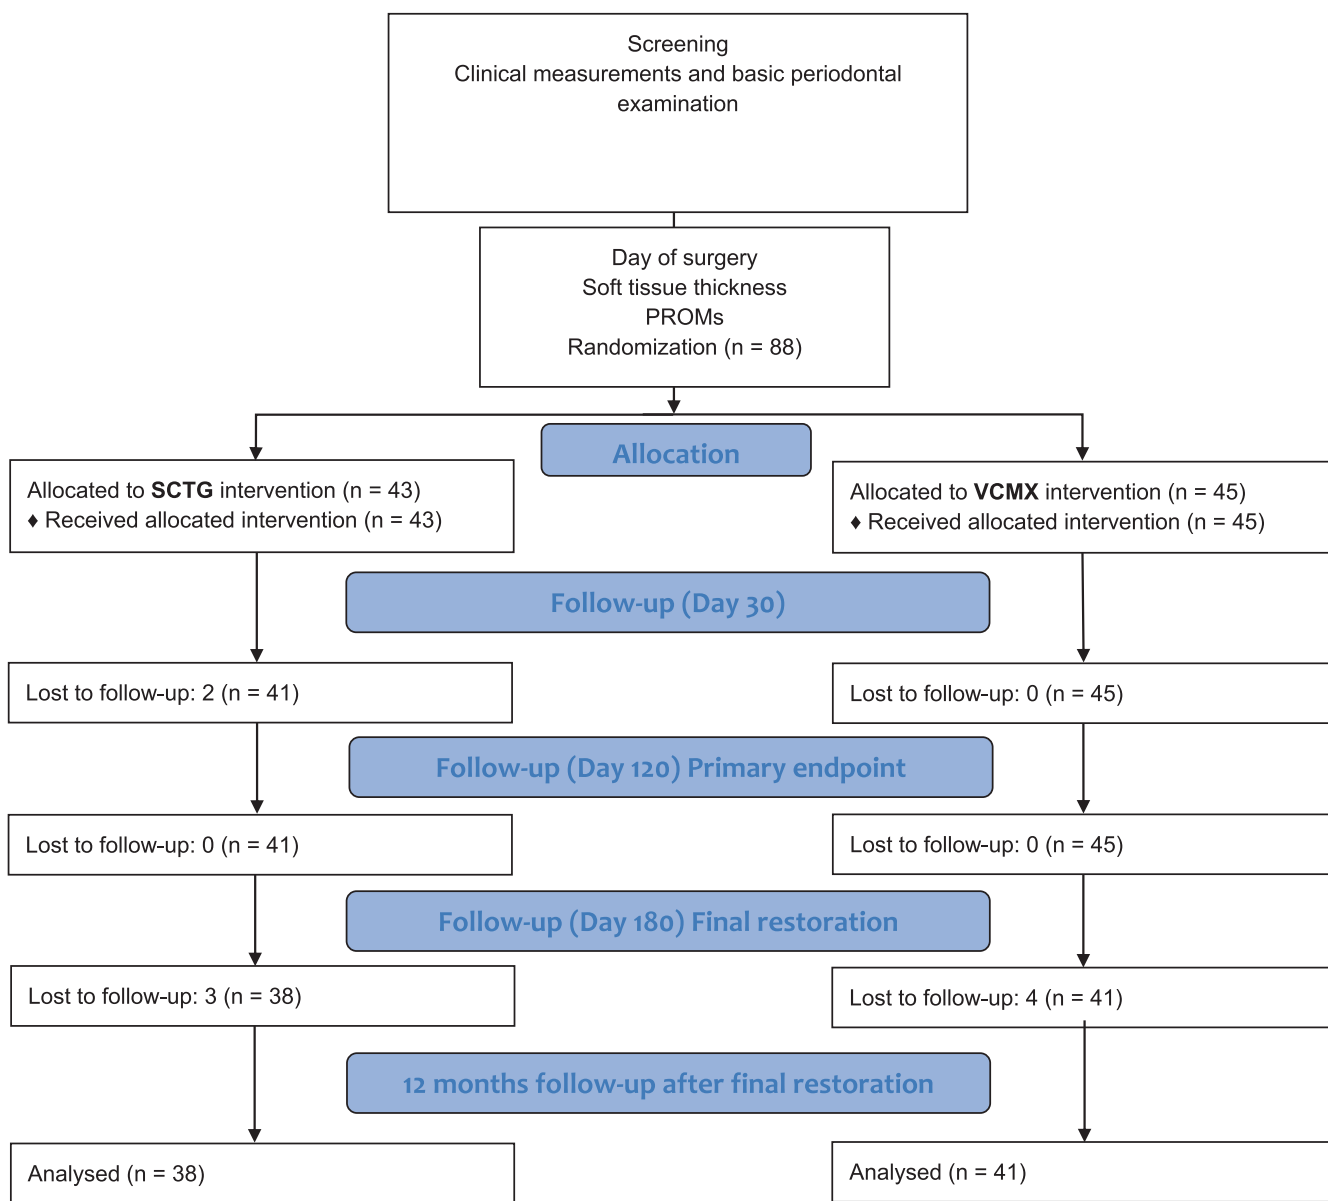 Screening
Clinical measurements and basic periodontal
examination
Day of surgery
Soft tissue thickness
PROMs
Randomization (n = 88)
Allocation
Allocated to SCTG intervention (n = 43)
♦ Received allocated intervention (n = 43)
Allocated to VCMX intervention (n = 45)
♦ Received allocated intervention (n = 45)
Follow-up (Day 30)
Lost to follow-up: 2 (n = 41)
Lost to follow-up: 0 (n = 45)
Follow-up (Day 120) Primary endpoint
Lost to follow-up: 0 (n = 41)
Lost to follow-up: 0 (n = 45)
Follow-up (Day 180) Final restoration
Lost to follow-up: 3 (n = 38)
Lost to follow-up: 4 (n = 41)
12 months follow-up after final restoration
Analysed (n = 38)
Analysed (n = 41)